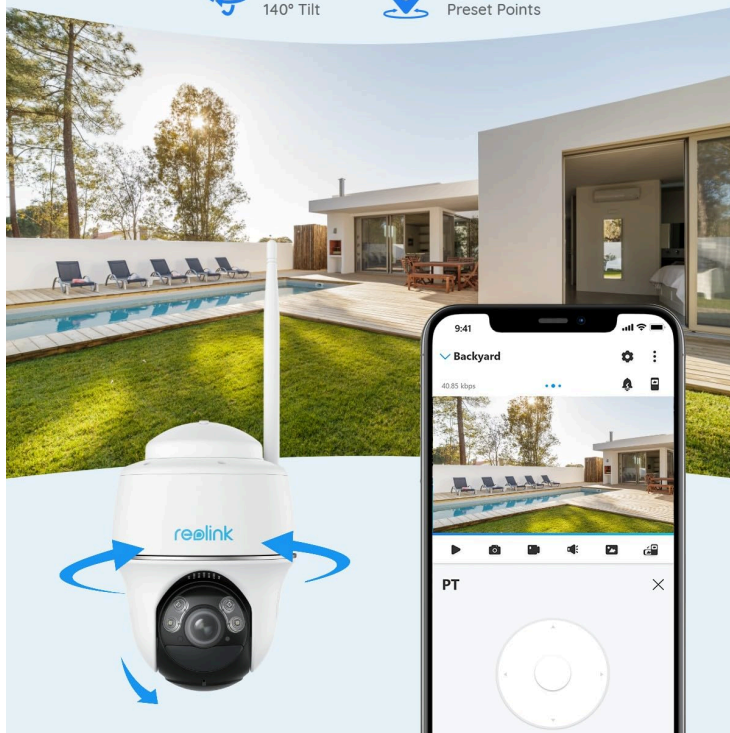 140° Tilt
Preset Points
9:41
Backyard
40.85 kbps
reolink
PT